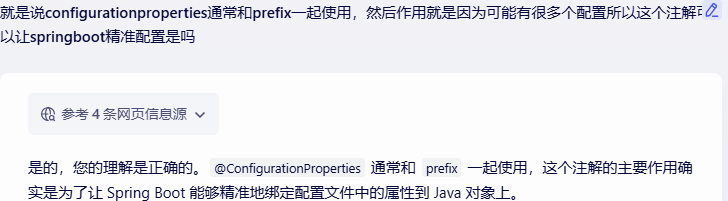 就是说configurationproperties通常和prefix一起使用，然后作用就是因为可能有很多个配置所以这个注解可
以让springboot精准配置是吗
参考 4 条网页信息源
是的，您的理解是正确的。 @ConfigurationProperties 通常和 prefix 一起使用，这个注解的主要作用确
实是为了让 Spring Boot 能够精准地绑定配置文件中的属性到 Java 对象上。